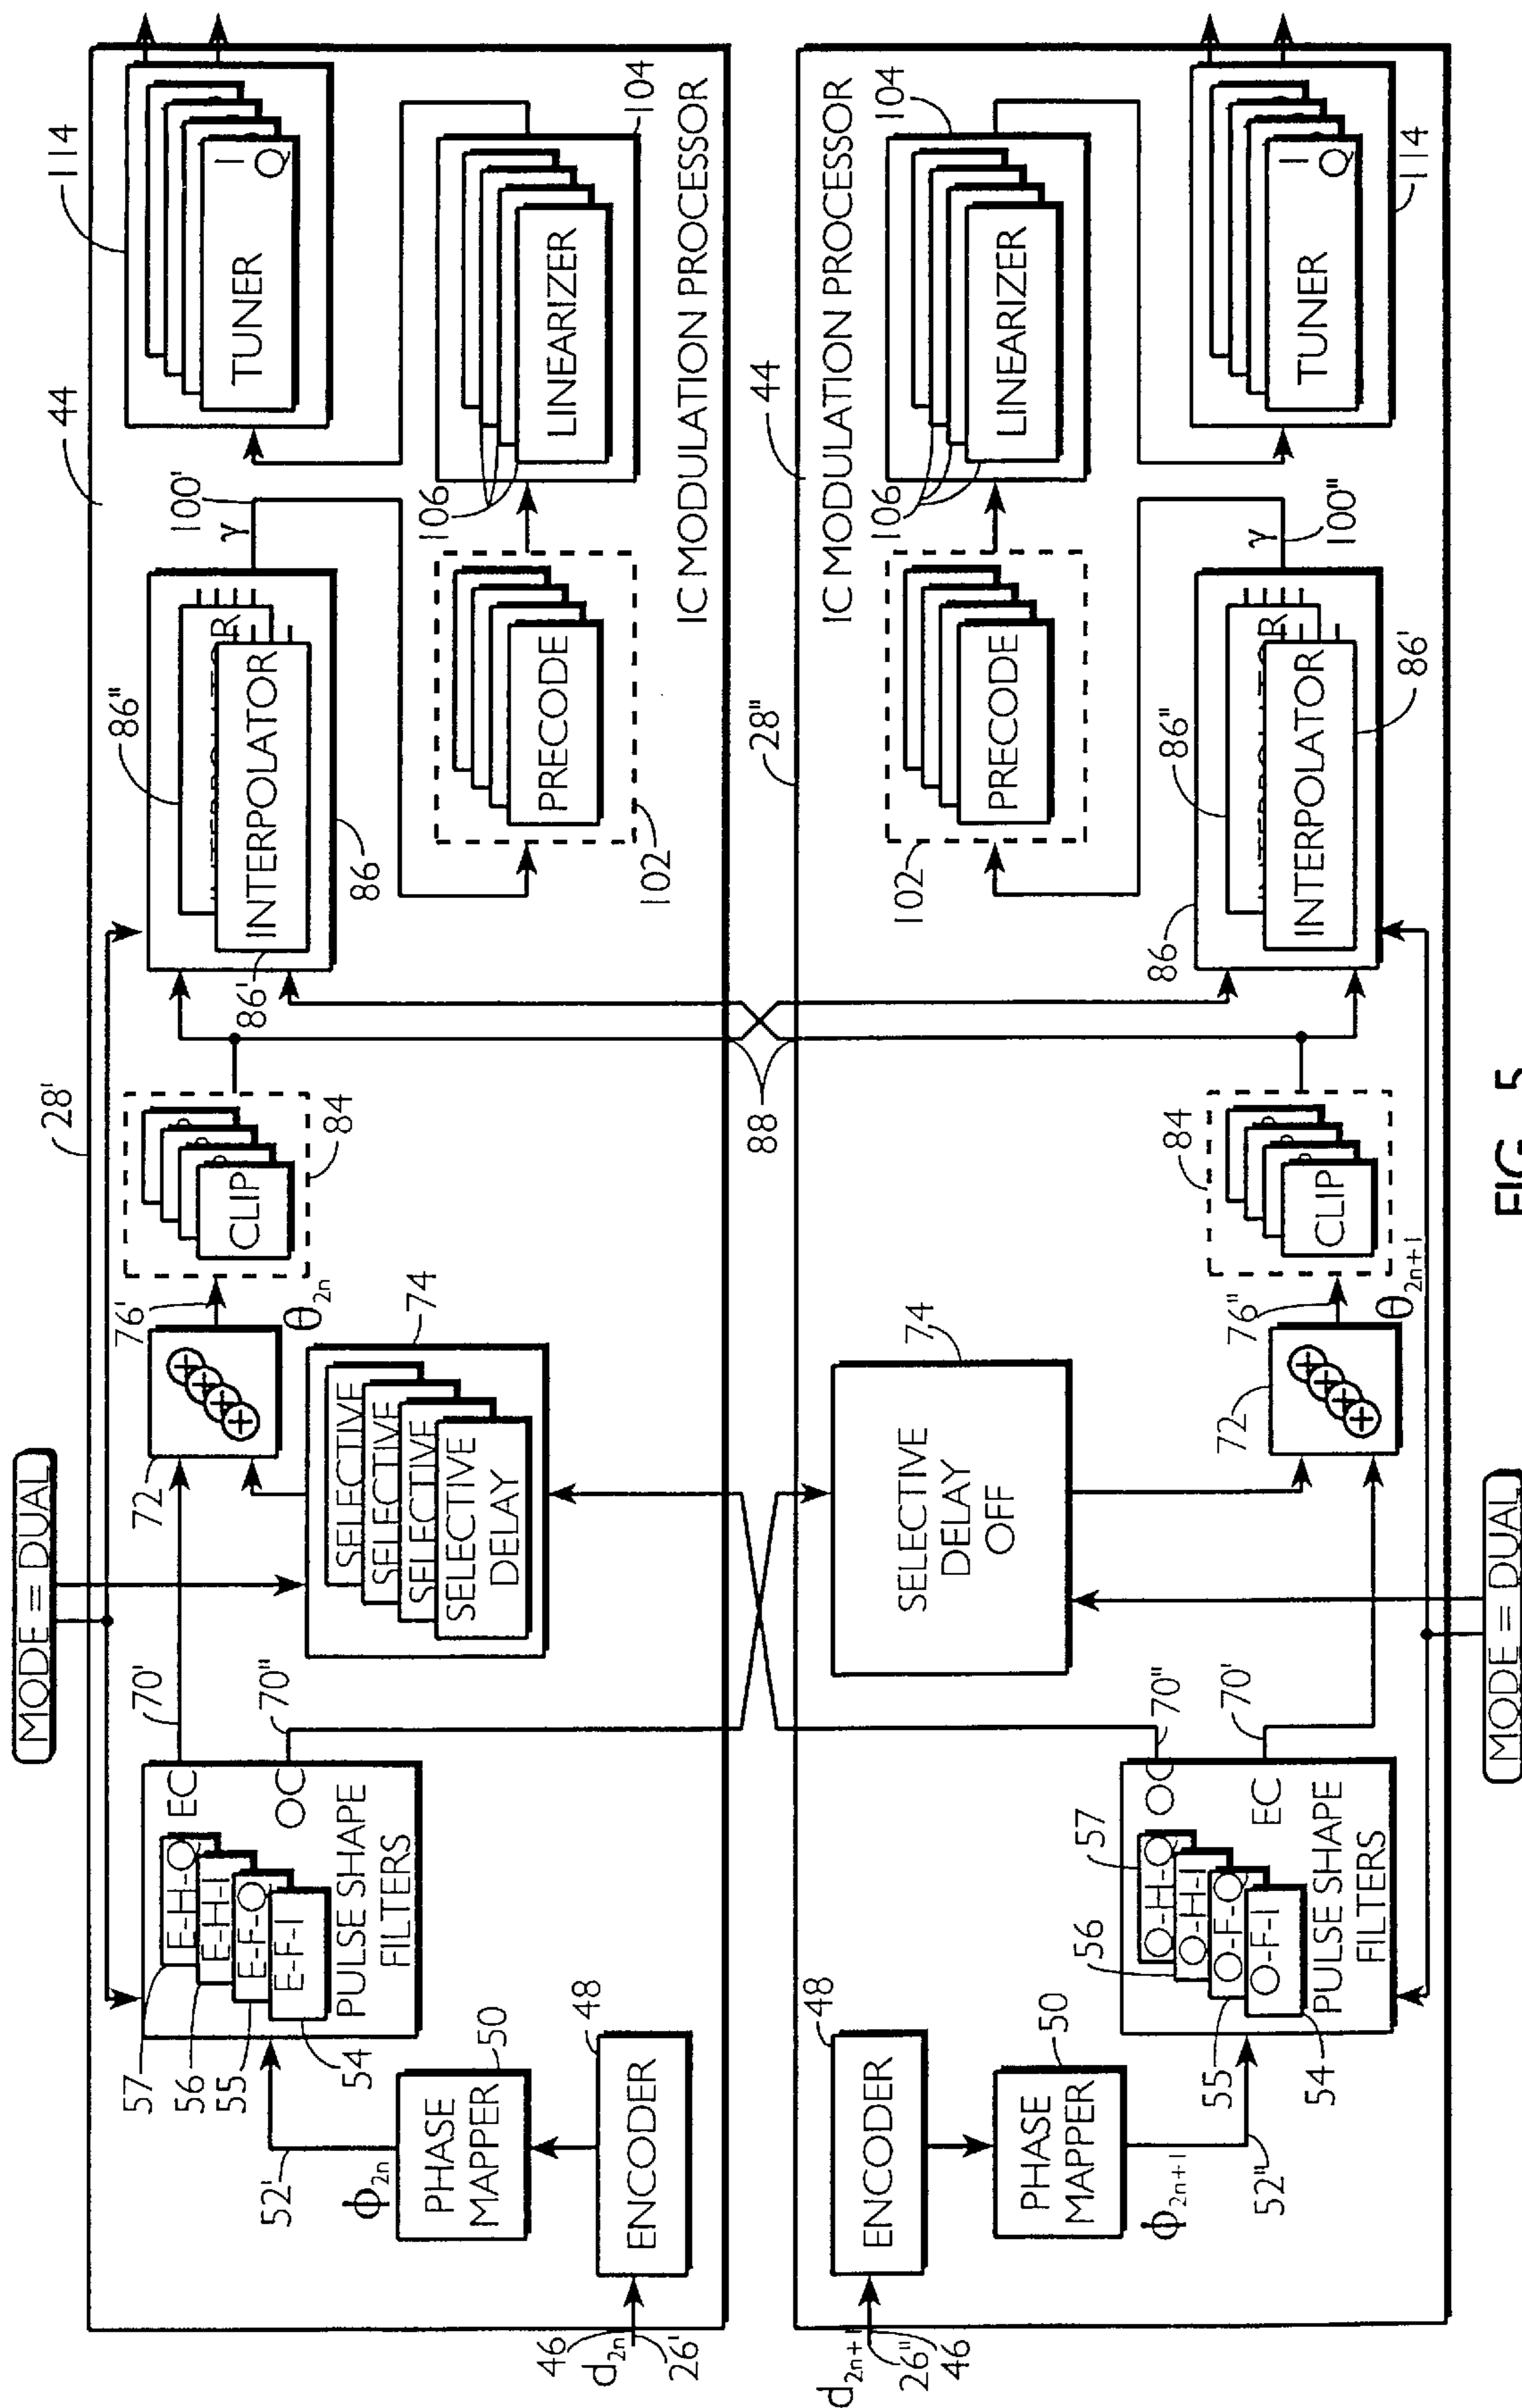 MODE = DUAL
28'
44
114
57
56
55
54
E-H-Q
E-H-I
E-F-Q
E-F-I
EC
OC
PULSE SHAPE
FILTERS
70'
70"
72
76'
θ2n
CLIP
84
86"
86'
INTERPOLATOR
86
γ
100'
TUNER
I
Q
52'
ϕ2n
PHASE
MAPPER
50
48
ENCODER
46
d2n
26'
SELECTIVE
SELECTIVE
SELECTIVE
SELECTIVE
DELAY
74
PRECODE
102
106
LINEARIZER
104
IC MODULATION PROCESSOR
88
28"
44
IC MODULATION PROCESSOR
d2n+1
26"
46
48
ENCODER
PHASE
MAPPER
50
ϕ2n+1
52"
57
56
55
54
O-H-Q
O-H-I
O-F-Q
O-F-I
OC
EC
PULSE SHAPE
FILTERS
70"
70'
SELECTIVE
DELAY
OFF
74
72
76"
θ2n+1
84
CLIP
86
86"
86'
INTERPOLATOR
γ
100"
102
PRECODE
106
LINEARIZER
104
TUNER
I
Q
114
MODE = DUAL